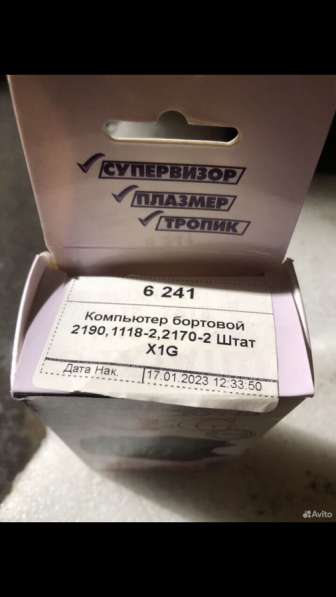 СУПЕРВИЗОР
ПЛАЗМЕР
ТРОПИК
6 241
Компьютер бортовой
2190,1118-2,2170-2 Штат
X1G
Дата Нак. 17.01.2023 12:33:50
Avito